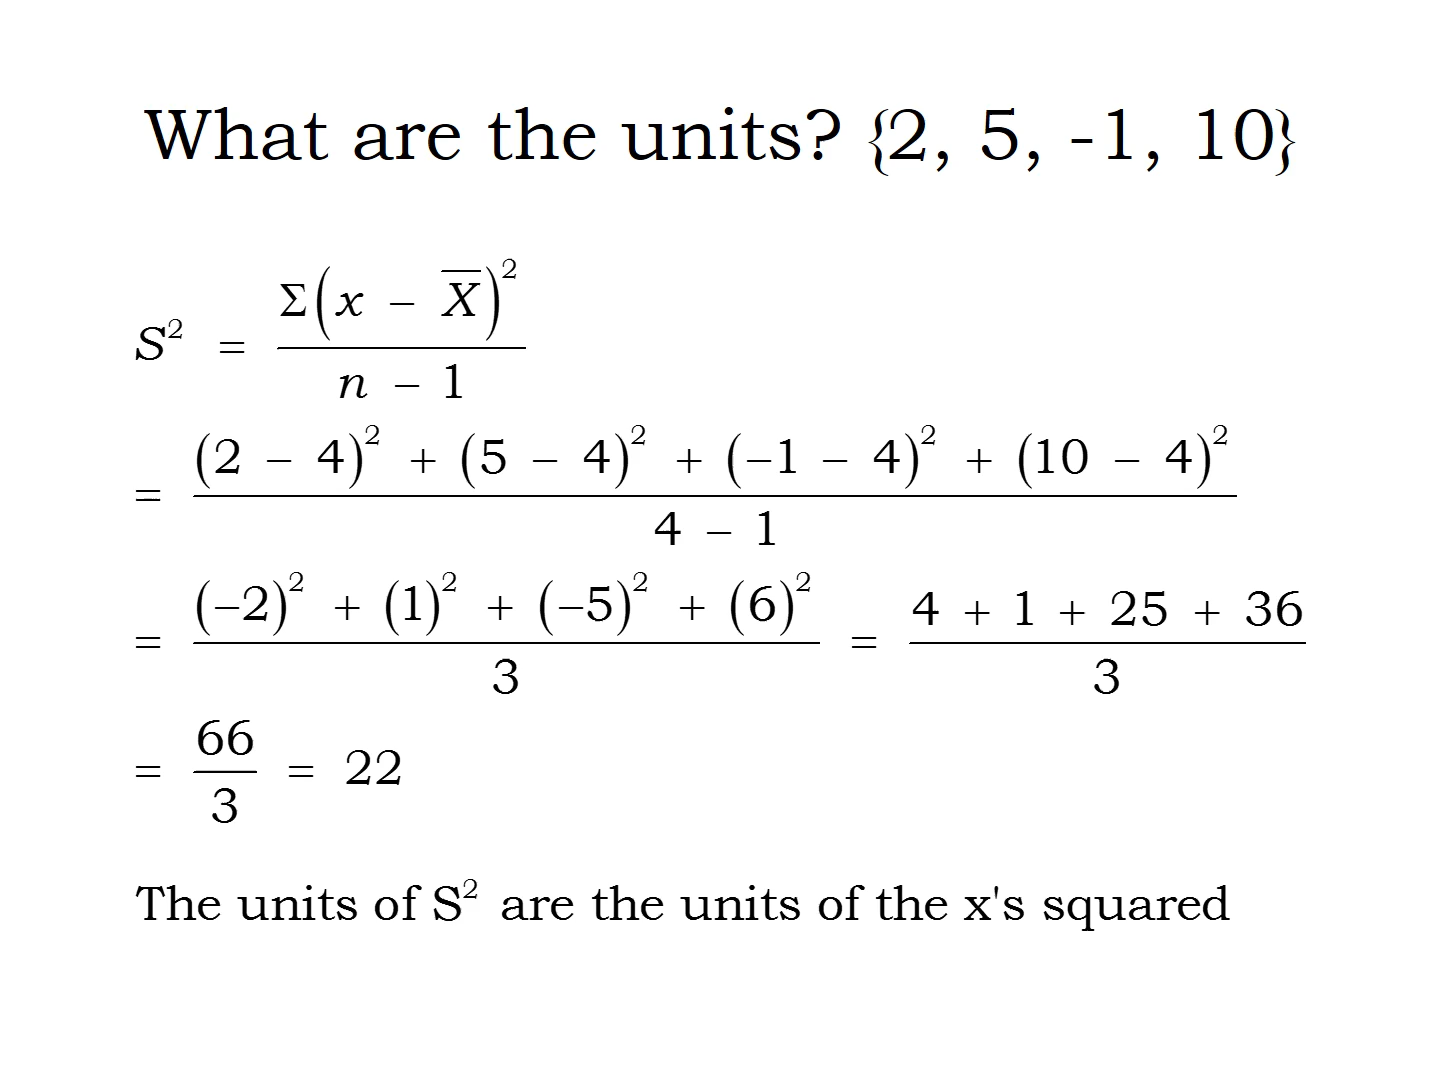 What are the units? {2, 5, -1, 10}
S² = Σ(x − X̅)² / n − 1
= (2 − 4)² + (5 − 4)² + (−1 − 4)² + (10 − 4)² / 4 − 1
= (−2)² + (1)² + (−5)² + (6)² / 3 = 4 + 1 + 25 + 36 / 3
= 66 / 3 = 22
The units of S² are the units of the x's squared